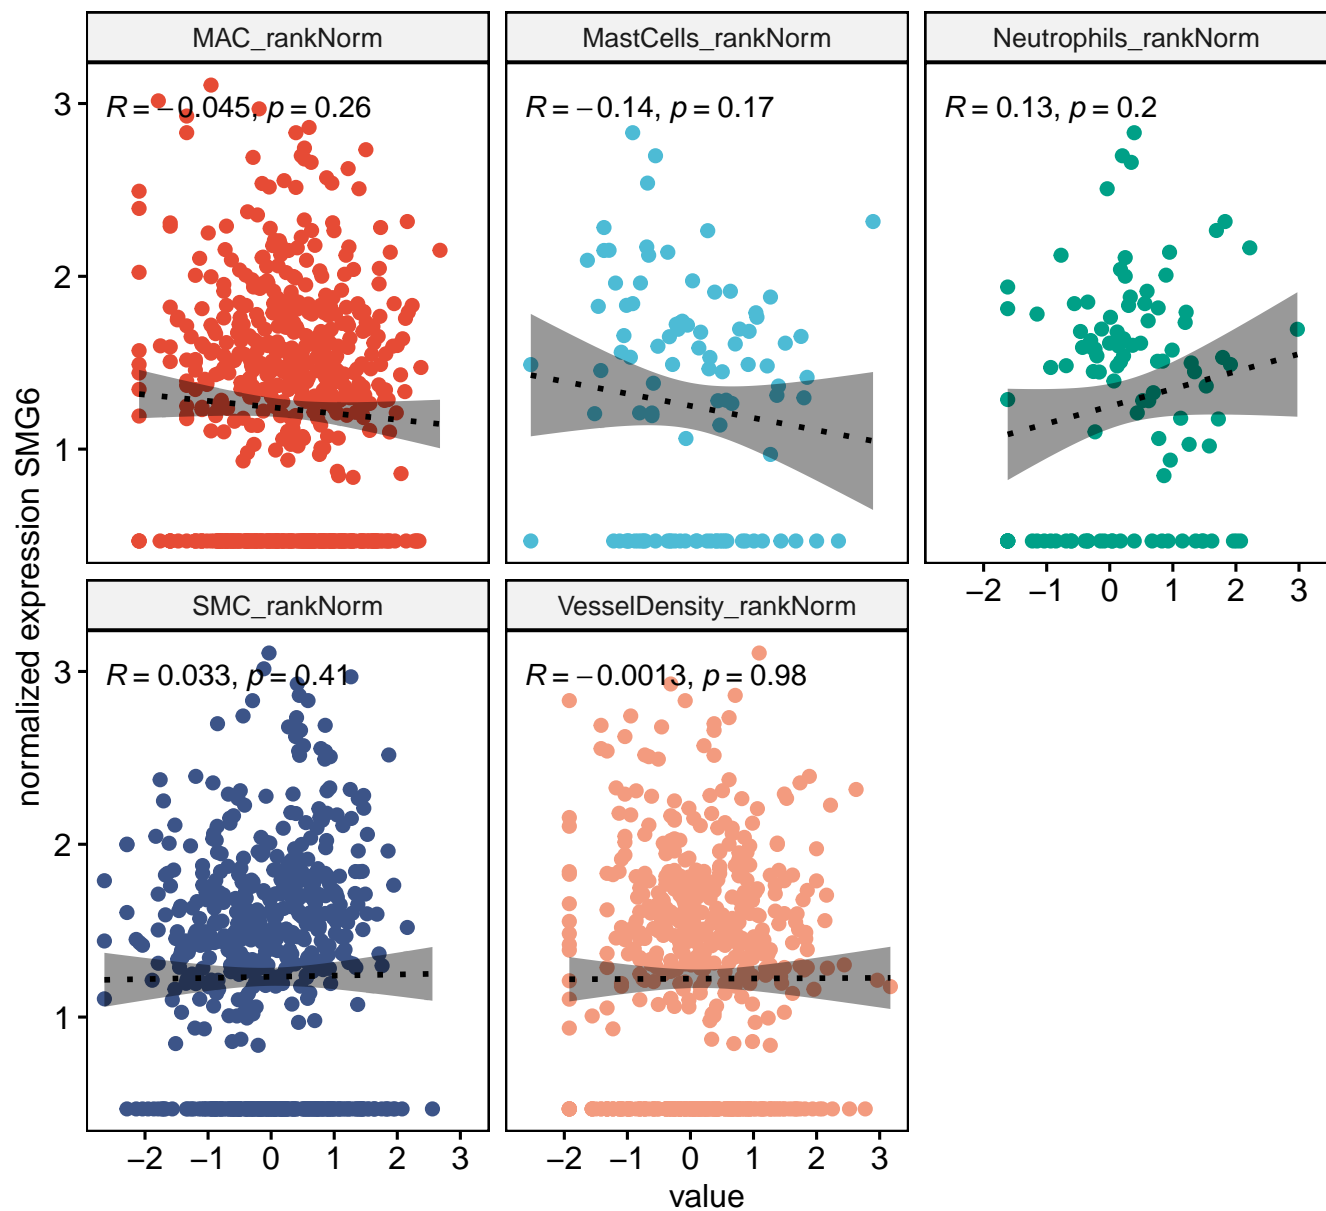 MAC_rankNorm
MastCells_rankNorm
Neutrophils_rankNorm
R = −0.045, p = 0.26
R = −0.14, p = 0.17
R = 0.13, p = 0.2
3
2
1
−2 −1 0 1 2 3
SMC_rankNorm
VesselDensity_rankNorm
R = 0.033, p = 0.41
R = −0.0013, p = 0.98
3
2
1
−2 −1 0 1 2 3
−2 −1 0 1 2 3
value
normalized expression SMG6